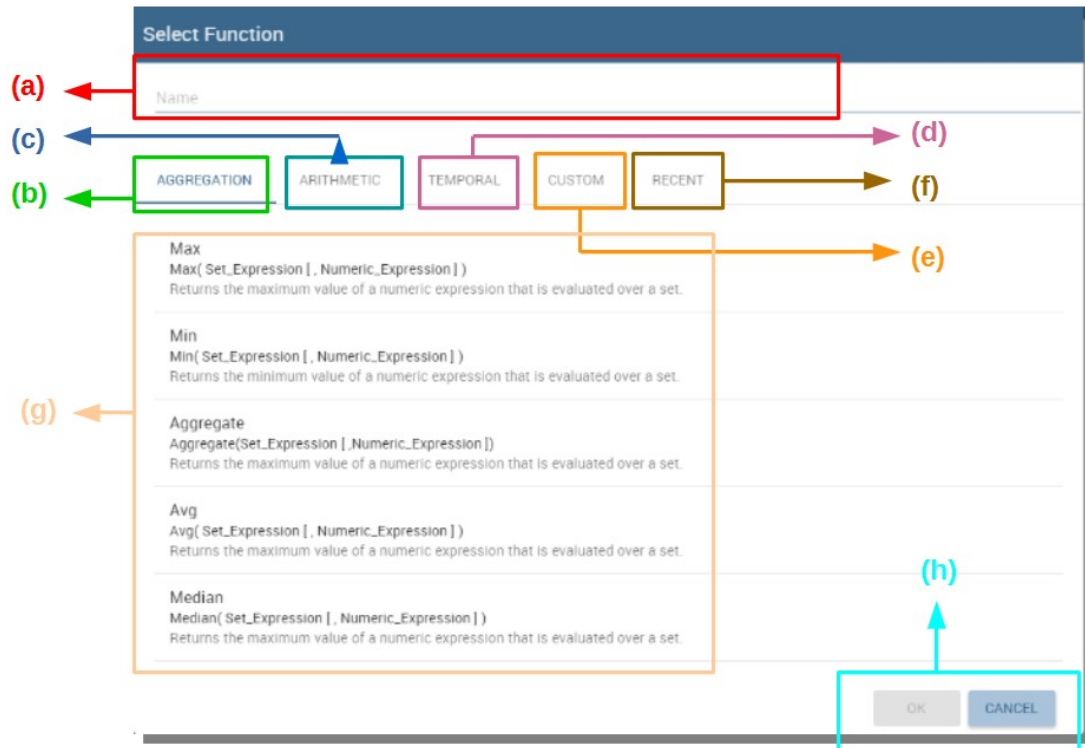 Select Function
(a)
Name
(c)
(d)
(b)
AGGREGATION
ARITHMETIC
TEMPORAL
CUSTOM
RECENT
(f)
(e)
Max
Max( Set_Expression [ , Numeric_Expression ] )
Returns the maximum value of a numeric expression that is evaluated over a set.
Min
Min( Set_Expression [ , Numeric_Expression ] )
Returns the minimum value of a numeric expression that is evaluated over a set.
(g)
Aggregate
Aggregate(Set_Expression [ ,Numeric_Expression ])
Returns the maximum value of a numeric expression that is evaluated over a set.
Avg
Avg( Set_Expression [ , Numeric_Expression ] )
Returns the maximum value of a numeric expression that is evaluated over a set.
(h)
Median
Median( Set_Expression [ , Numeric_Expression ] )
Returns the maximum value of a numeric expression that is evaluated over a set.
OK
CANCEL